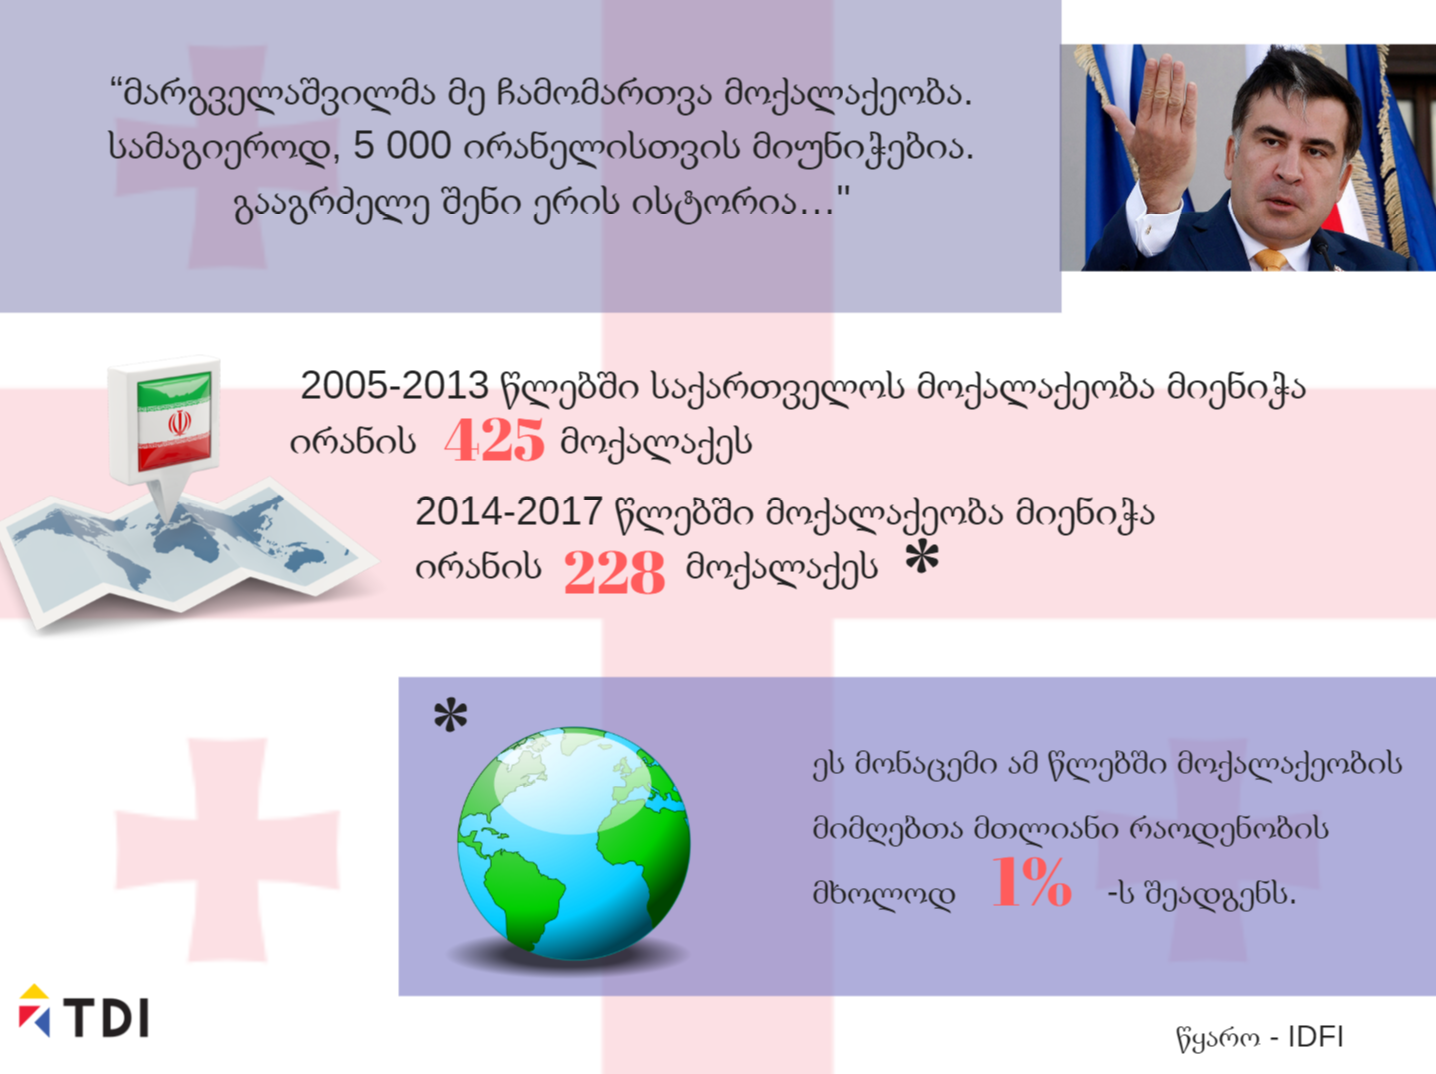 “მარგველაშვილმა მე ჩამომართვა მოქალაქეობა.
სამაგიეროდ, 5 000 ირანელისთვის მიუნიჭებია.
გააგრძელე შენი ერის ისტორია..."
2005-2013 წლებში საქართველოს მოქალაქეობა მიენიჭა
ირანის 425 მოქალაქეს
2014-2017 წლებში მოქალაქეობა მიენიჭა
ირანის 228 მოქალაქეს *
*
ეს მონაცემი ამ წლებში მოქალაქეობის
მიმღებთა მთლიანი რაოდენობის
მხოლოდ 1% -ს შეადგენს.
TDI
წყარო - IDFI